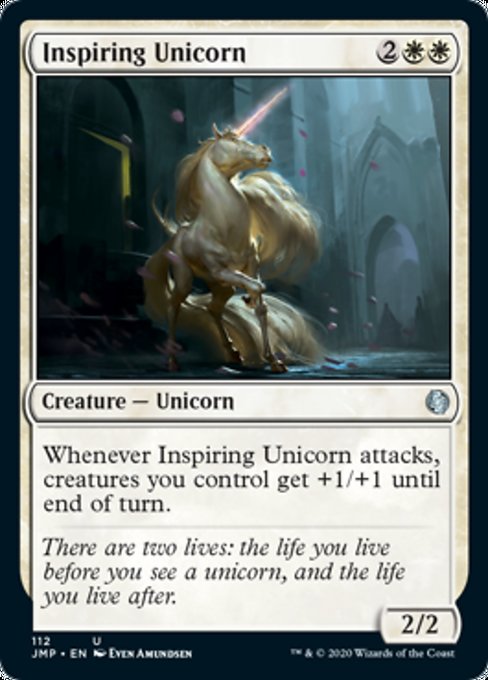 Inspiring Unicorn 2
Creature — Unicorn
Whenever Inspiring Unicorn attacks,
creatures you control get +1/+1 until
end of turn.
There are two lives: the life you live
before you see a unicorn, and the life
you live after.
2/2
112 U
JMP • EN Even Amundsen ™ & © 2020 Wizards of the Coast